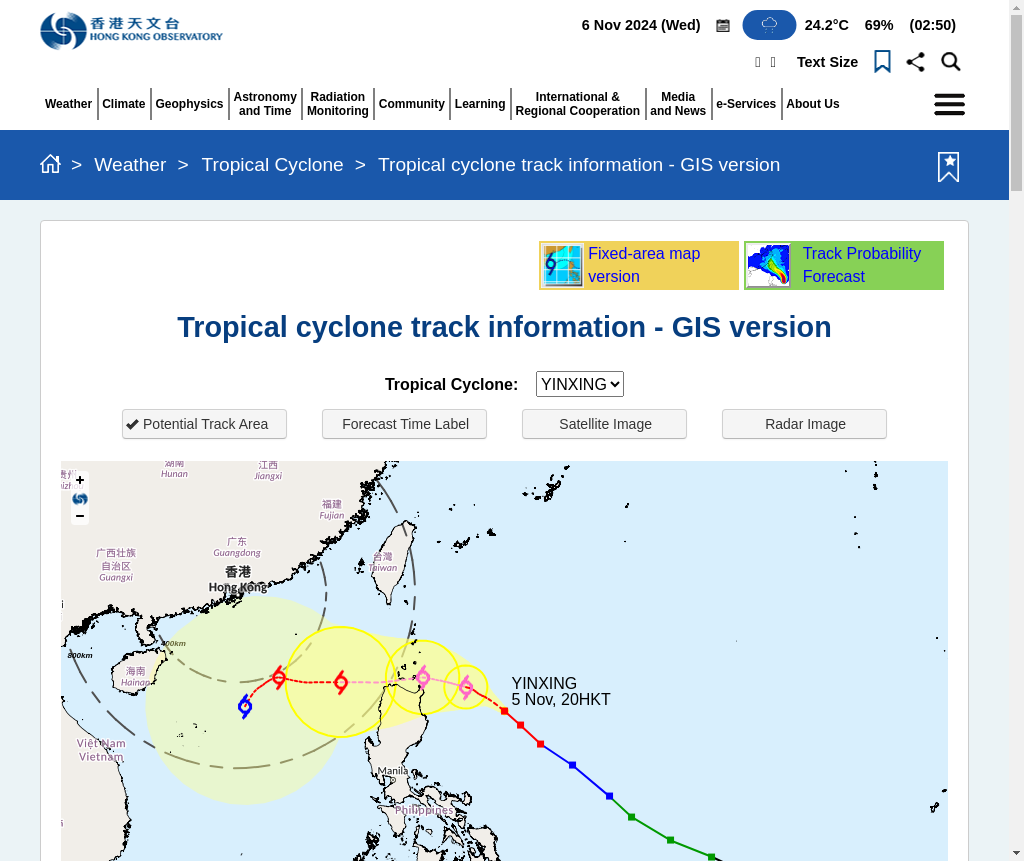 香港天文台
HONG KONG OBSERVATORY
6 Nov 2024 (Wed)
24.2°C
69%
(02:50)
Text Size
Weather
Climate
Geophysics
Astronomy
and Time
Radiation
Monitoring
Community
Learning
International &
Regional Cooperation
Media
and News
e-Services
About Us
> Weather > Tropical Cyclone > Tropical cyclone track information - GIS version
Fixed-area map
version
Track Probability
Forecast
Tropical cyclone track information - GIS version
Tropical Cyclone: YINXING
Potential Track Area
Forecast Time Label
Satellite Image
Radar Image
+
−
湖南
Hunan
江西
Jiangxi
福建
Fujian
广东
Guangdong
台灣
Taiwan
广西壮族
自治区
Guangxi
香港
Hong Kong
400km
800km
海南
Hainan
YINXING
5 Nov, 20HKT
Việt Nam
Vietnam
Manila
Philippines